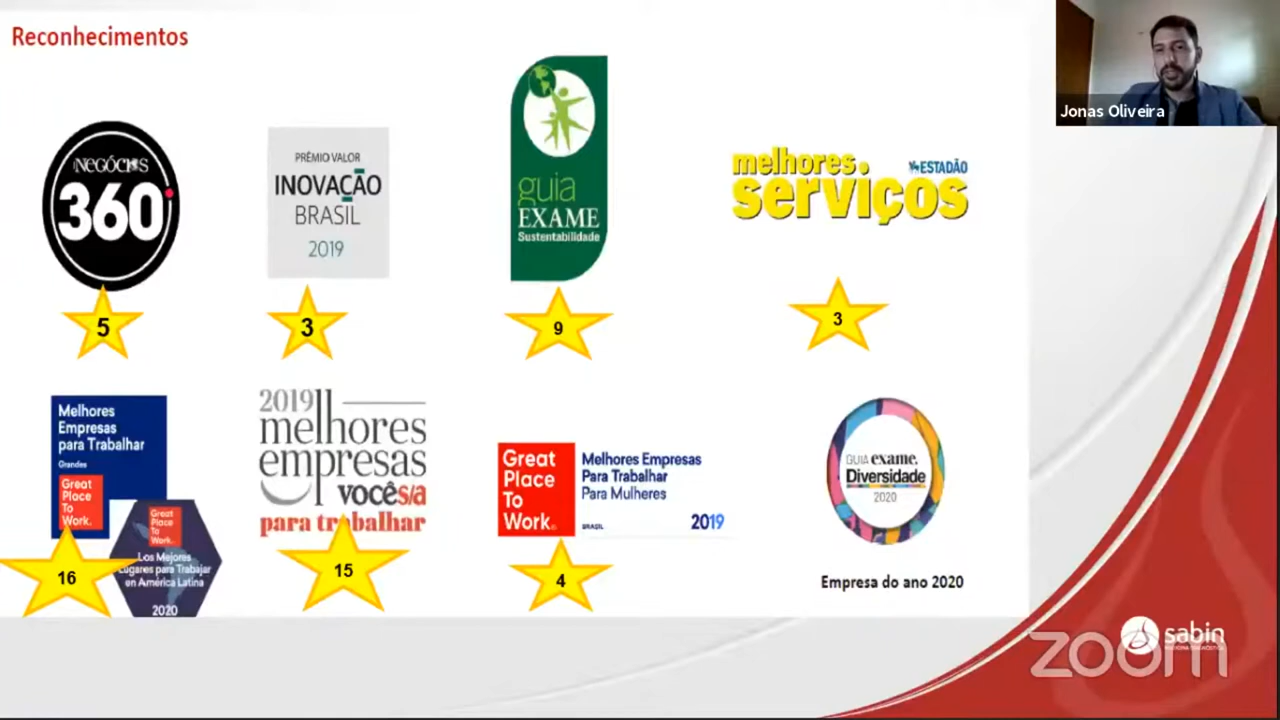 Reconhecimentos
Jonas Oliveira
NEGÓCIOS
360
PRÊMIO VALOR
INOVAÇÃO
BRASIL
2019
guia
EXAME
Sustentabilidade
melhores
serviços
ESTADÃO
5
3
9
3
Melhores
Empresas
para Trabalhar
Grandes
Great
Place
To
Work.
Great
Place
To
Work.
Los Mejores
Lugares para Trabajar
en América Latina
2020
16
2019
melhores
empresas
você s/a
para trabalhar
15
Great
Place
To
Work.
Melhores Empresas
Para Trabalhar
Para Mulheres
BRASIL
2019
4
GUIA exame.
Diversidade
2020
Empresa do ano 2020
sabin
zoom